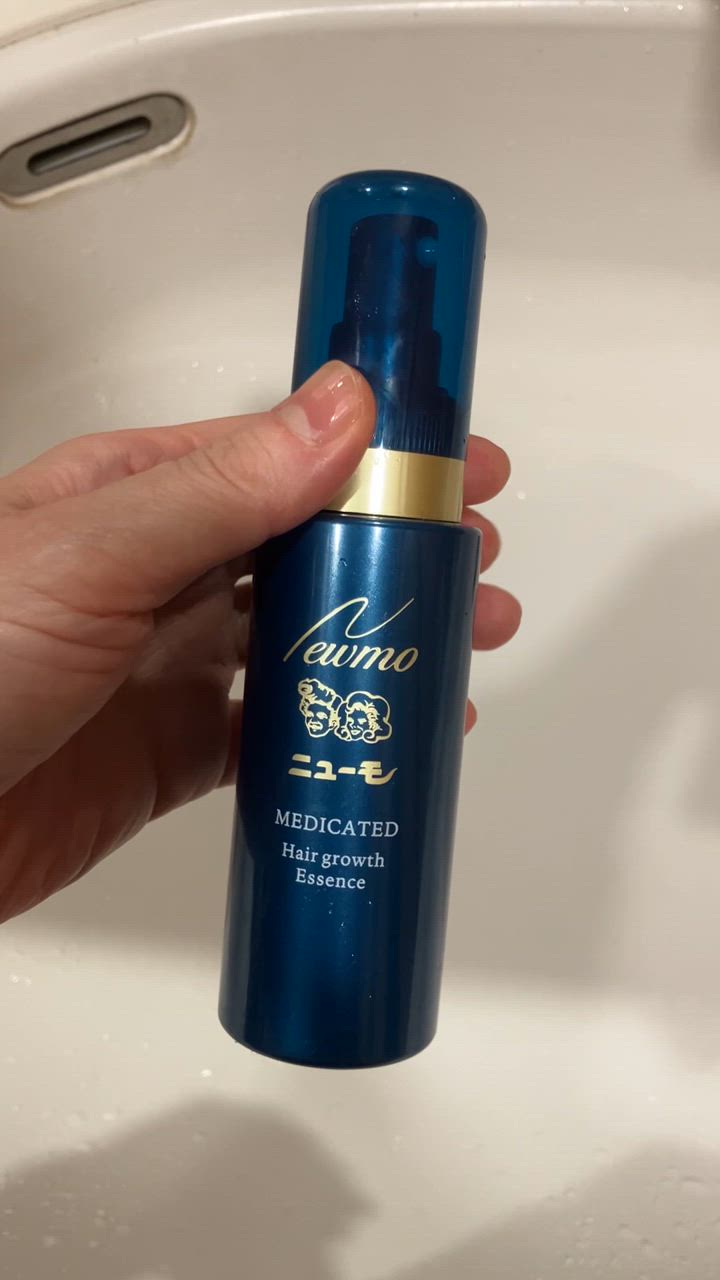 Newmo
ニューモ
MEDICATED
Hair growth
Essence